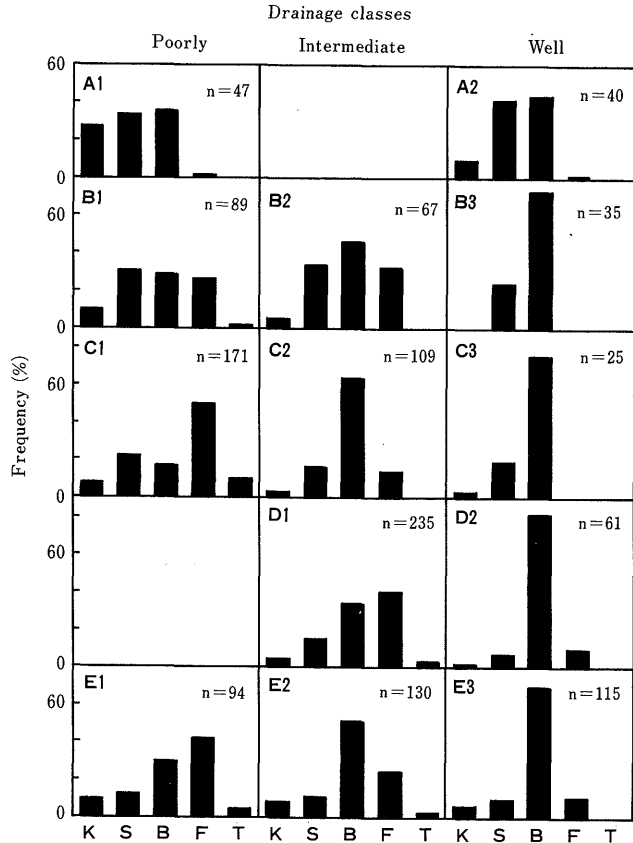 Drainage classes
Poorly Intermediate Well
60
A1 n=47 A2 n=40
0
B1 n=89 B2 n=67 B3 n=35
60
0
C1 n=171 C2 n=109 C3 n=25
60
0
D1 n=235 D2 n=61
60
0
E1 n=94 E2 n=130 E3 n=115
60
0
K S B F T K S B F T K S B F T
Frequency (%)